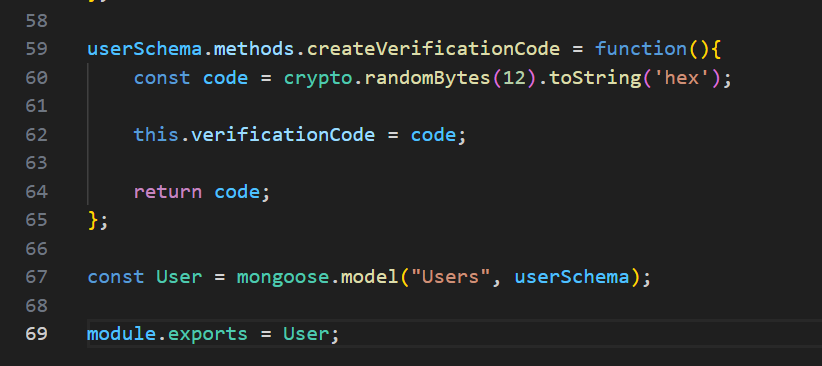 58
59 userSchema.methods.createVerificationCode = function(){
60     const code = crypto.randomBytes(12).toString('hex');
61
62     this.verificationCode = code;
63
64     return code;
65 };
66
67 const User = mongoose.model("Users", userSchema);
68
69 module.exports = User;